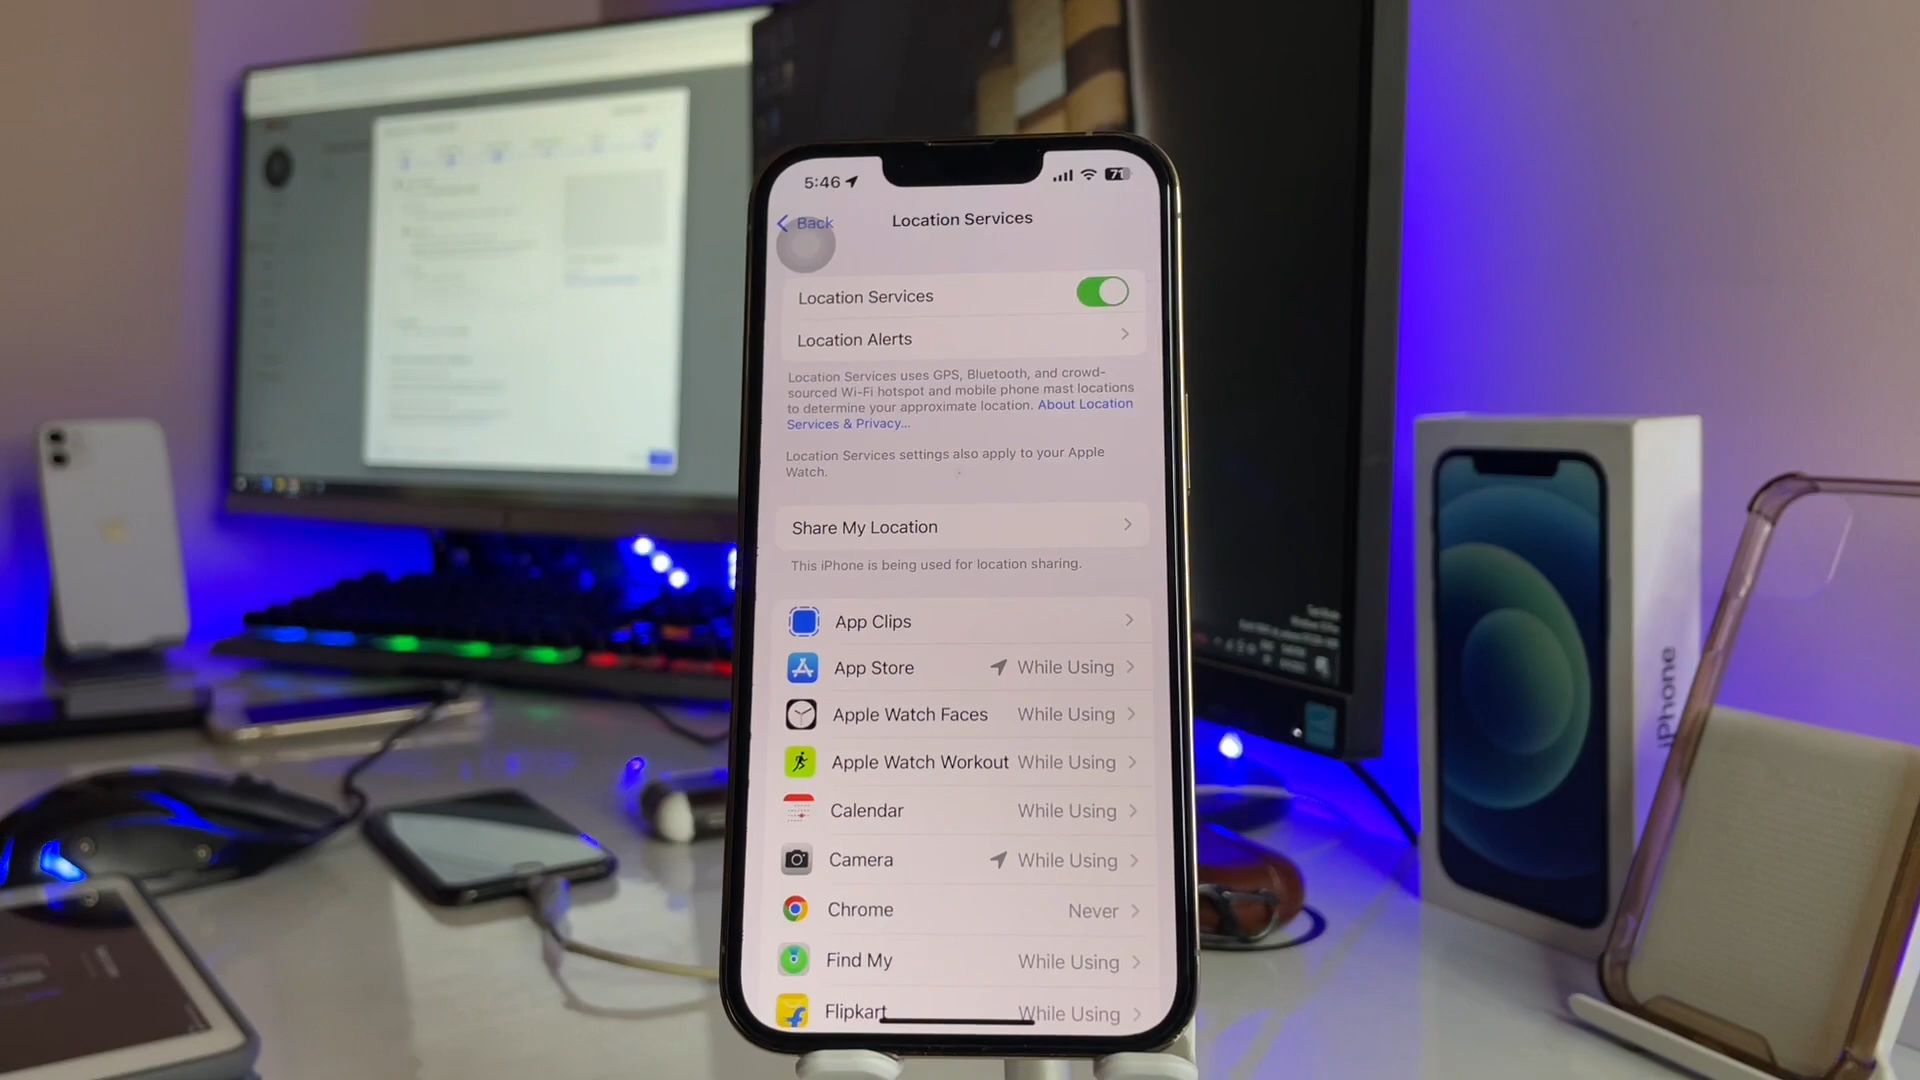 5:46
71
Back
Location Services
Location Services
Location Alerts
Location Services uses GPS, Bluetooth, and crowd-
sourced Wi-Fi hotspot and mobile phone mast locations
to determine your approximate location. About Location
Services & Privacy...
Location Services settings also apply to your Apple
Watch.
Share My Location
This iPhone is being used for location sharing.
App Clips
App Store While Using
Apple Watch Faces While Using
Apple Watch Workout While Using
Calendar While Using
Camera While Using
Chrome Never
Find My While Using
Flipkart While Using
iPhone